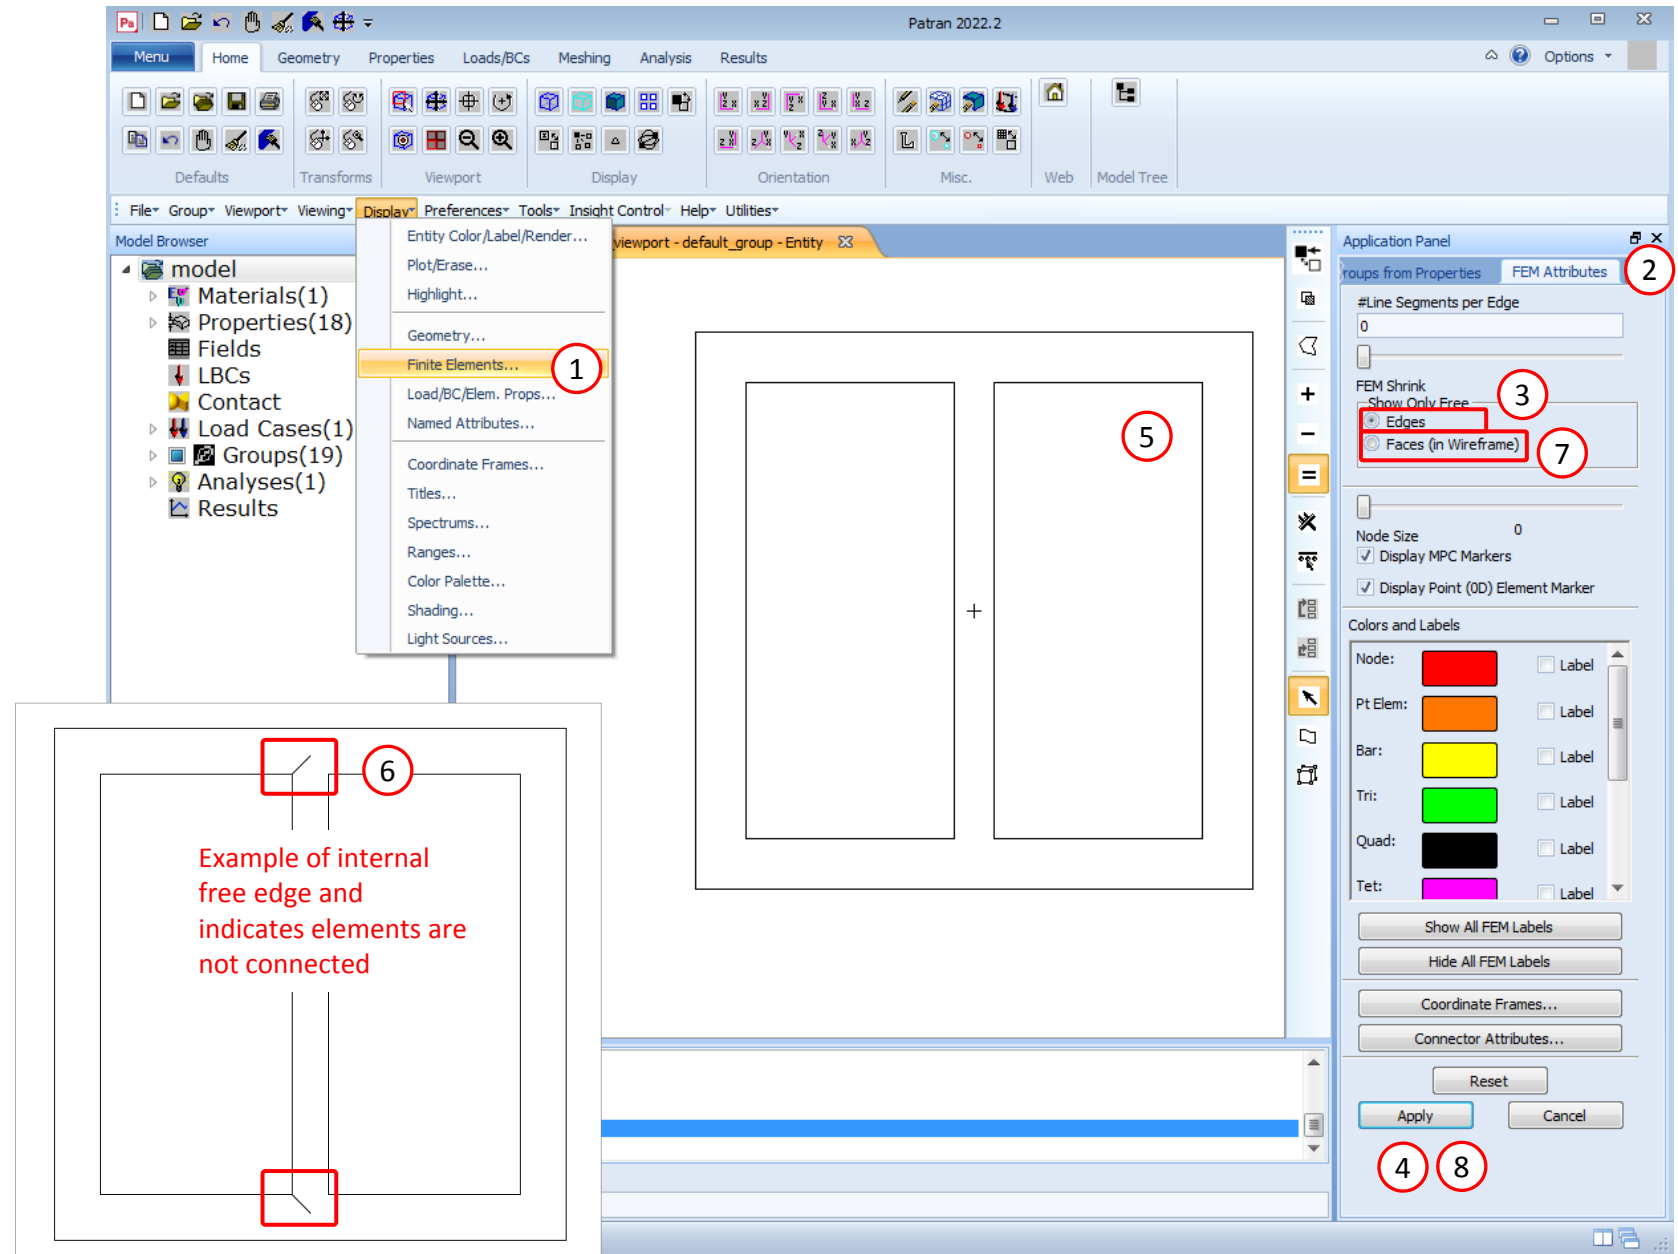 Pa
Patran 2022.2
Menu Home Geometry Properties Loads/BCs Meshing Analysis Results Options
Defaults Transforms Viewport Display Orientation Misc. Web Model Tree
File Group Viewport Viewing Display Preferences Tools Insight Control Help Utilities
Model Browser
model
Materials(1)
Properties(18)
Fields
LBCs
Contact
Load Cases(1)
Groups(19)
Analyses(1)
Results
Entity Color/Label/Render...
Plot/Erase...
Highlight...
Geometry...
Finite Elements...
1
Load/BC/Elem. Props...
Named Attributes...
Coordinate Frames...
Titles...
Spectrums...
Ranges...
Color Palette...
Shading...
Light Sources...
viewport - default_group - Entity
5
6
Example of internal
free edge and
indicates elements are
not connected
Application Panel
roups from Properties FEM Attributes
2
#Line Segments per Edge
0
FEM Shrink
3
Show Only Free
Edges
Faces (in Wireframe)
7
Node Size 0
Display MPC Markers
Display Point (0D) Element Marker
Colors and Labels
Node: Label
Pt Elem: Label
Bar: Label
Tri: Label
Quad: Label
Tet: Label
Show All FEM Labels
Hide All FEM Labels
Coordinate Frames...
Connector Attributes...
Reset
Apply Cancel
4 8